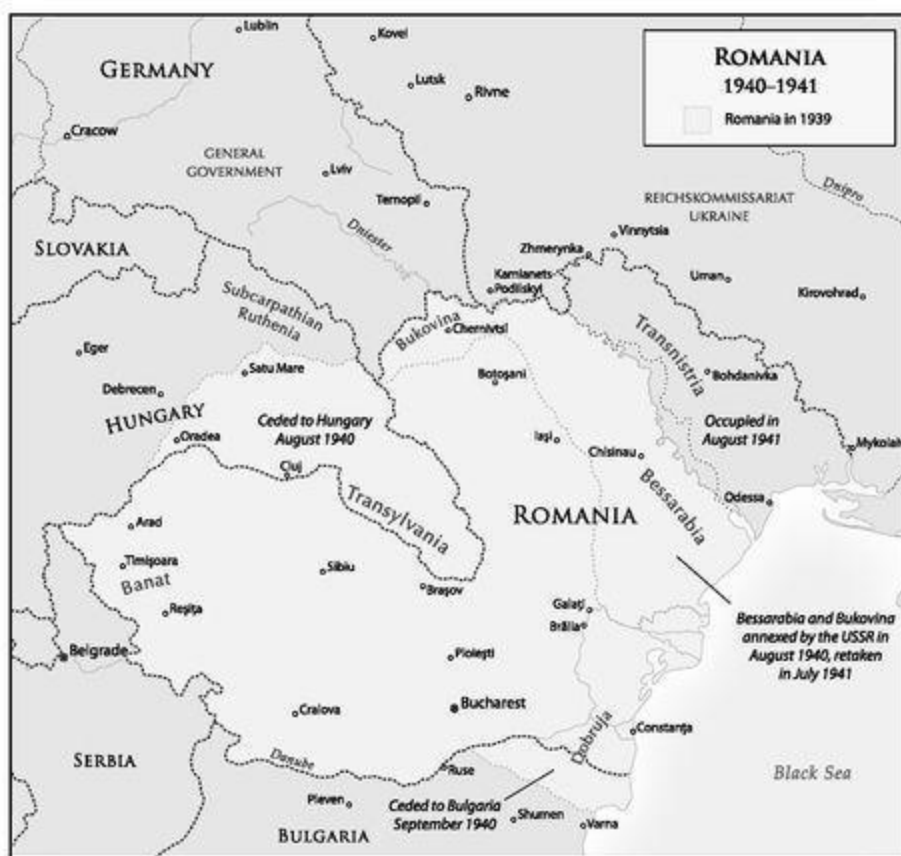 ROMANIA
1940–1941
Romania in 1939
Lublin
Kovel
GERMANY
Lutsk
Rivne
Cracow
GENERAL
GOVERNMENT
Lviv
Ternopil
Dniester
REICHSKOMMISSARIAT
UKRAINE
Dnipro
SLOVAKIA
Vinnytsia
Zhmerynka
Kamianets
Podilskyi
Uman
Kirovohrad
Subcarpathian
Ruthenia
Bukovina
Chernivtsi
Transnistria
Eger
Satu Mare
Botoşani
Bohdanivka
Debrecen
HUNGARY
Ceded to Hungary
August 1940
Occupied in
August 1941
Oradea
Iaşi
Chisinau
Mykolaiv
Cluj
Bessarabia
Transylvania
ROMANIA
Odessa
Arad
Timişoara
Banat
Sibiu
Braşov
Reşiţa
Galaţi
Brăila
Bessarabia and Bukovina
annexed by the USSR in
August 1940, retaken
in July 1941
Belgrade
Ploieşti
Bucharest
Craiova
Dobruja
Constanţa
SERBIA
Danube
Ruse
Black Sea
Pleven
Ceded to Bulgaria
September 1940
Shumen
Varna
BULGARIA